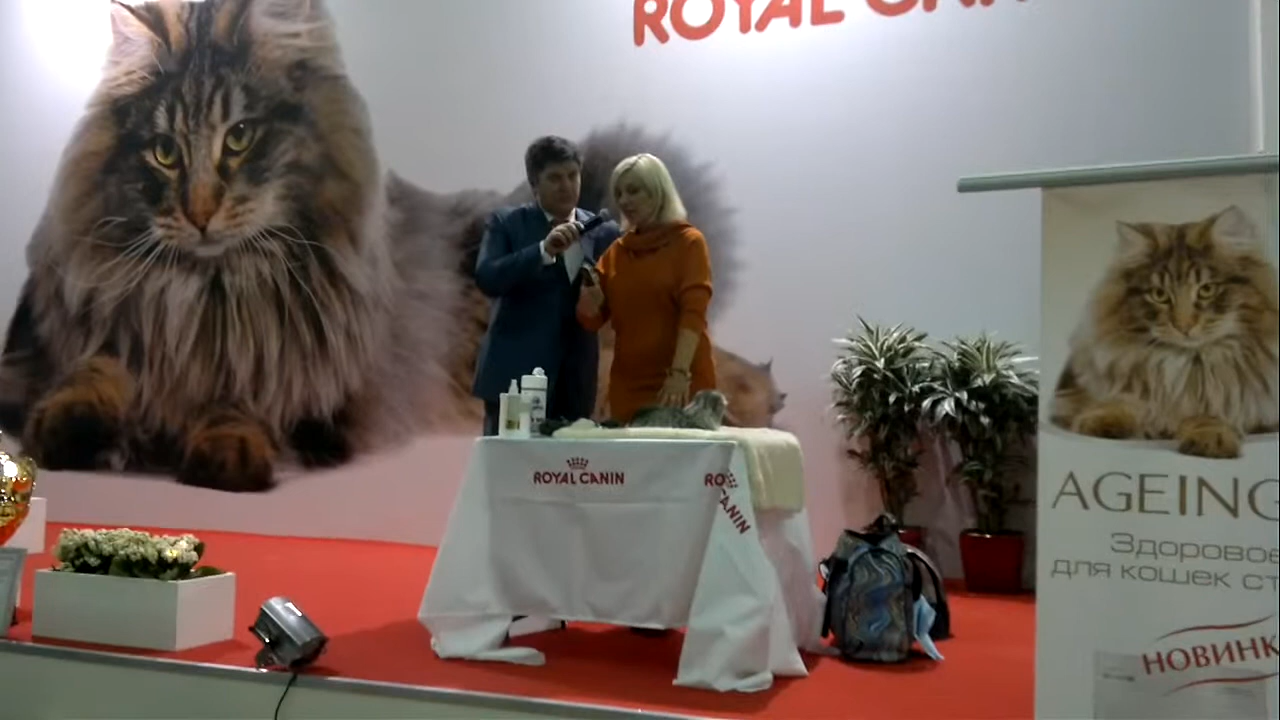 ROYAL CANIN
ROYAL CANIN
ROYAL
CANIN
AGEING
Здоровое
для кошек ст
НОВИНК